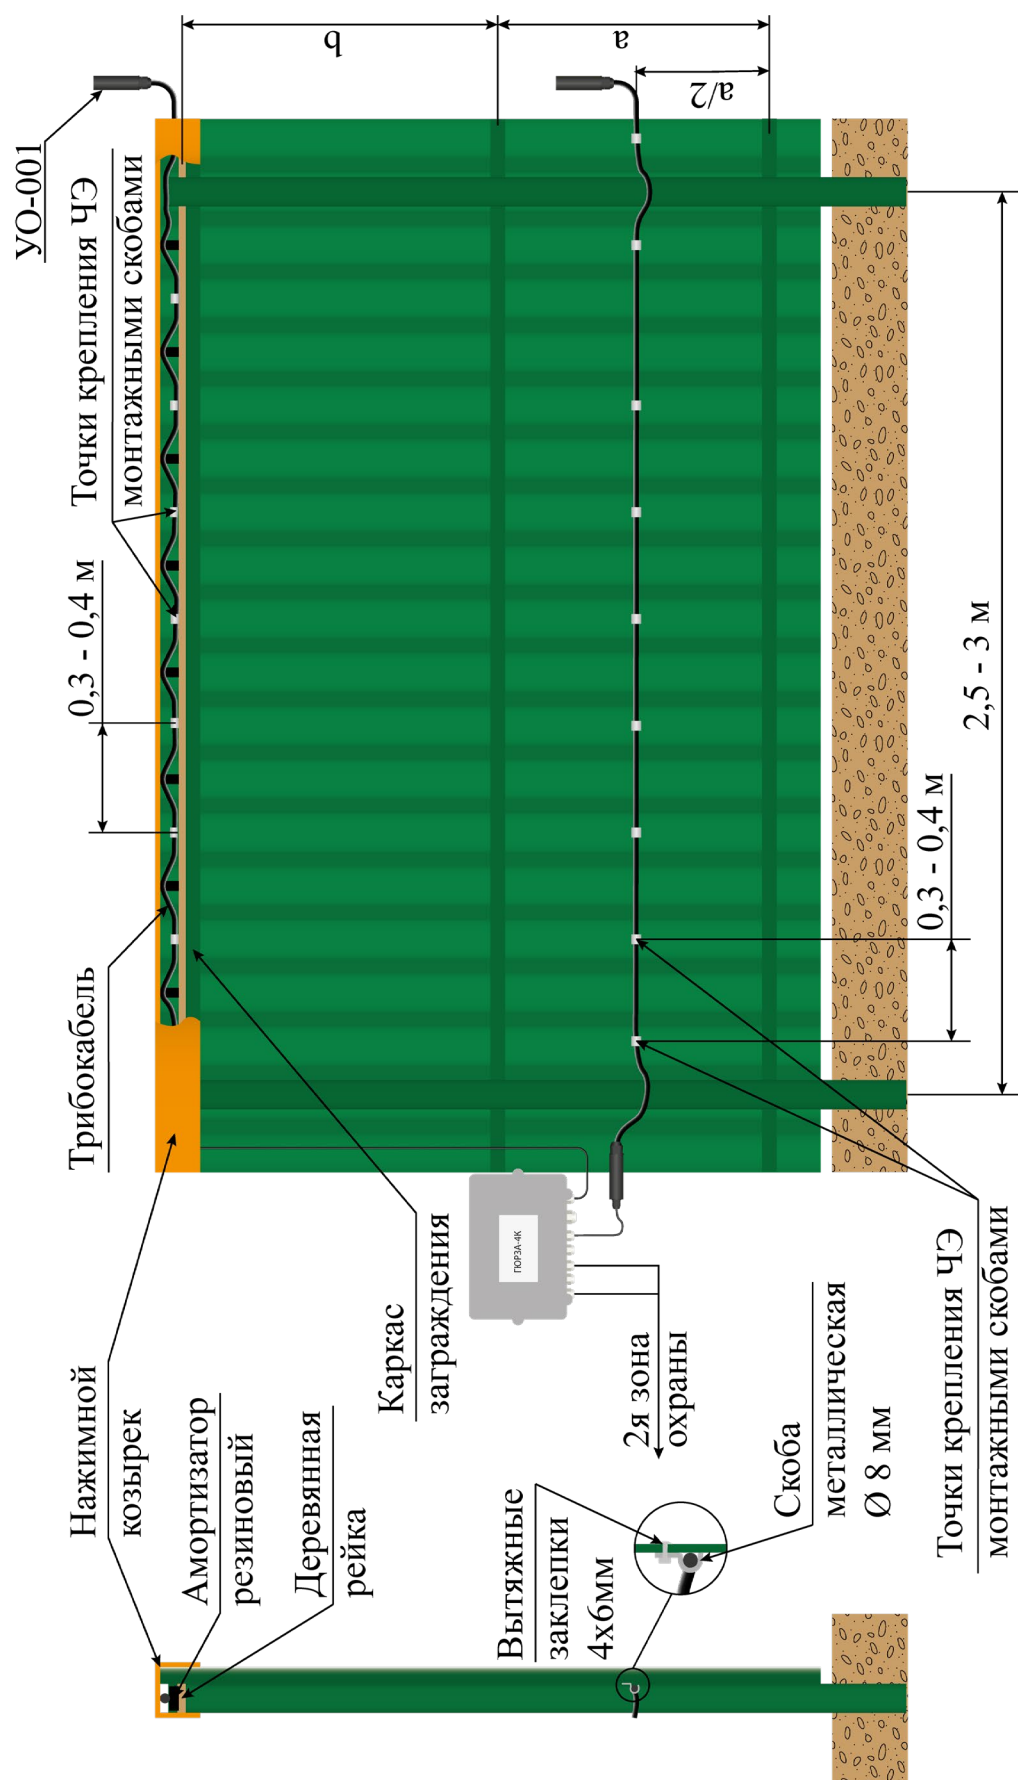 Нажимной
козырек
Амортизатор
резиновый
Деревянная
рейка
Трибокабель
0,3 - 0,4 м
Точки крепления ЧЭ
монтажными скобами
УО-001
Каркас
заграждения
ГЮРЗА-4К
2я зона
охраны
b
a
a/2
Вытяжные
заклепки
4х6мм
Скоба
металлическая
Ø 8 мм
Точки крепления ЧЭ
монтажными скобами
0,3 - 0,4 м
2,5 - 3 м